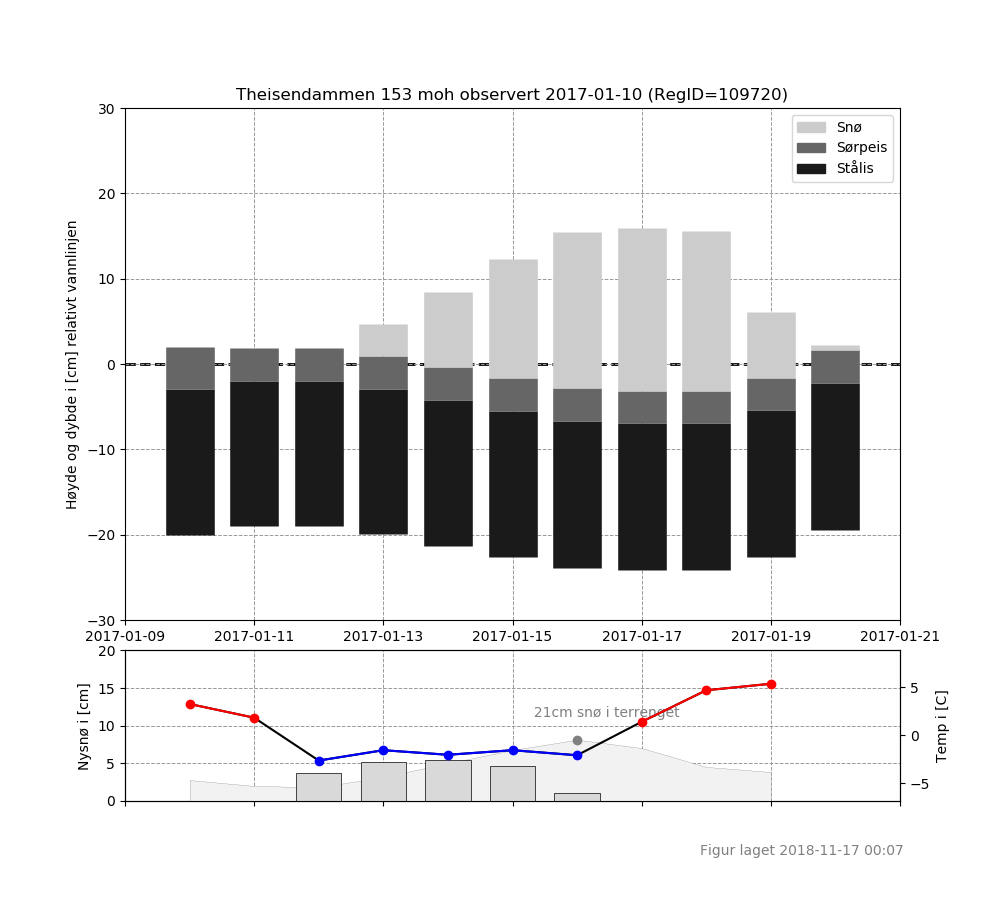 Theisendammen 153 moh observert 2017-01-10 (RegID=109720)
Høyde og dybde i [cm] relativt vannlinjen
30
20
10
0
−10
−20
−30
Snø
Sørpeis
Stålis
2017-01-09 2017-01-11 2017-01-13 2017-01-15 2017-01-17 2017-01-19 2017-01-21
Nysnø i [cm]
20
15
10
5
0
21cm snø i terrenget
5
0
−5
Temp i [C]
Figur laget 2018-11-17 00:07